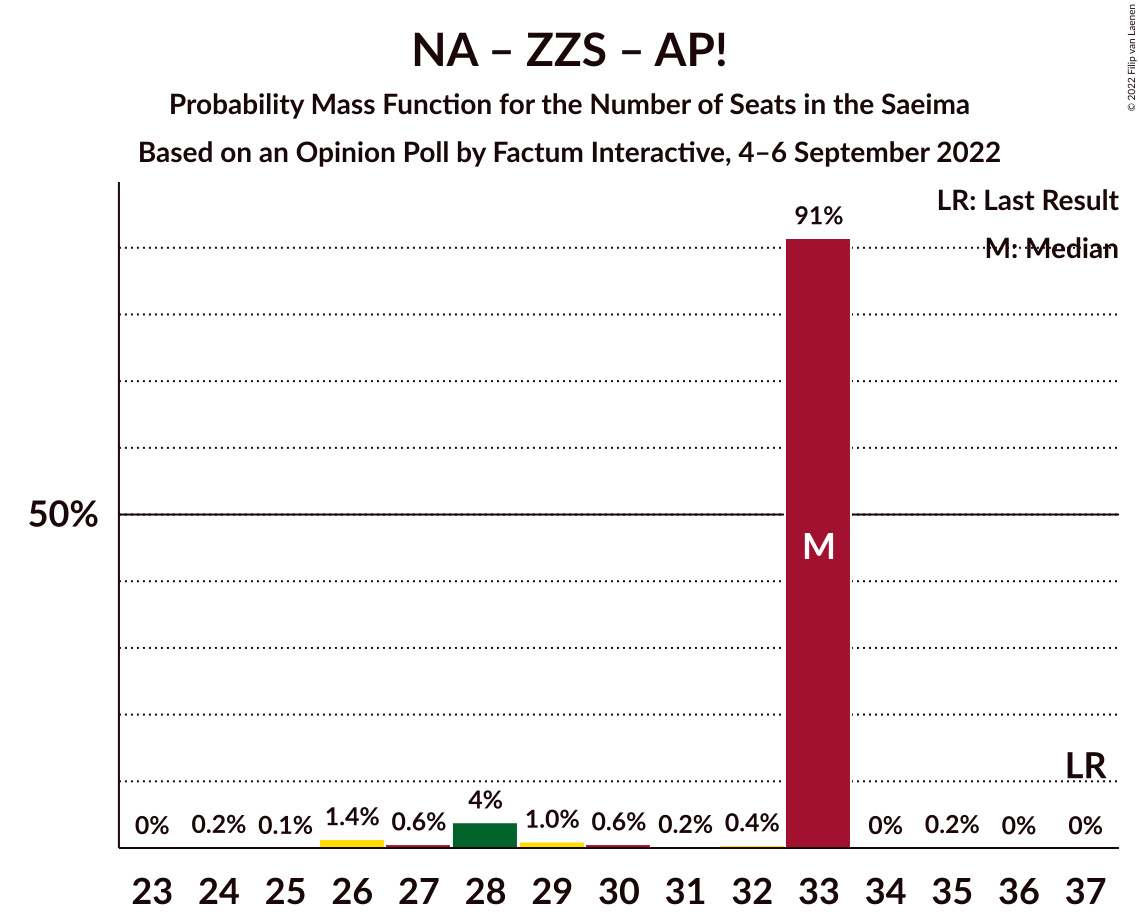 NA – ZZS – AP!
Probability Mass Function for the Number of Seats in the Saeima
Based on an Opinion Poll by Factum Interactive, 4–6 September 2022
© 2022 Filip van Laenen
LR: Last Result
M: Median
91%
50%
M
LR
0% 0.2% 0.1% 1.4% 0.6% 4% 1.0% 0.6% 0.2% 0.4% 0% 0.2% 0% 0%
23 24 25 26 27 28 29 30 31 32 33 34 35 36 37